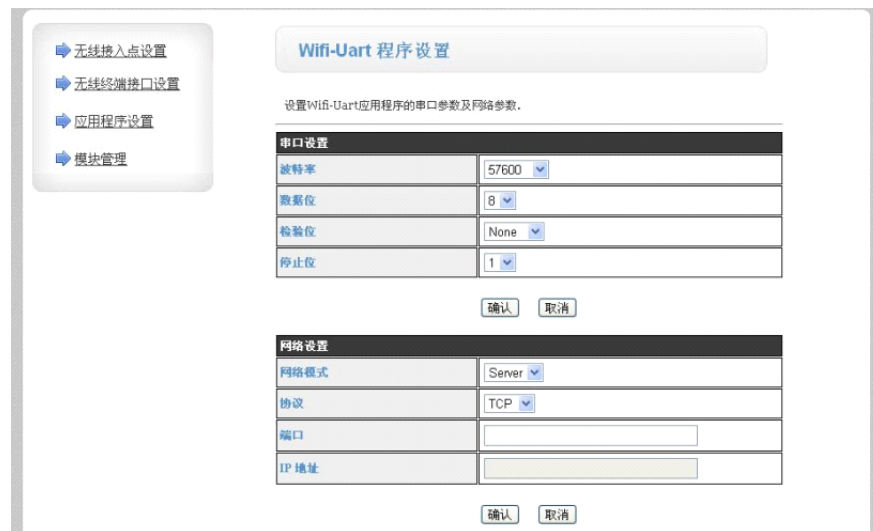 无线接入点设置
无线终端接口设置
应用程序设置
模块管理
Wifi-Uart 程序设置
设置Wifi-Uart应用程序的串口参数及网络参数.
串口设置
波特率 57600
数据位 8
检验位 None
停止位 1
确认 取消
网络设置
网络模式 Server
协议 TCP
端口
IP 地址
确认 取消